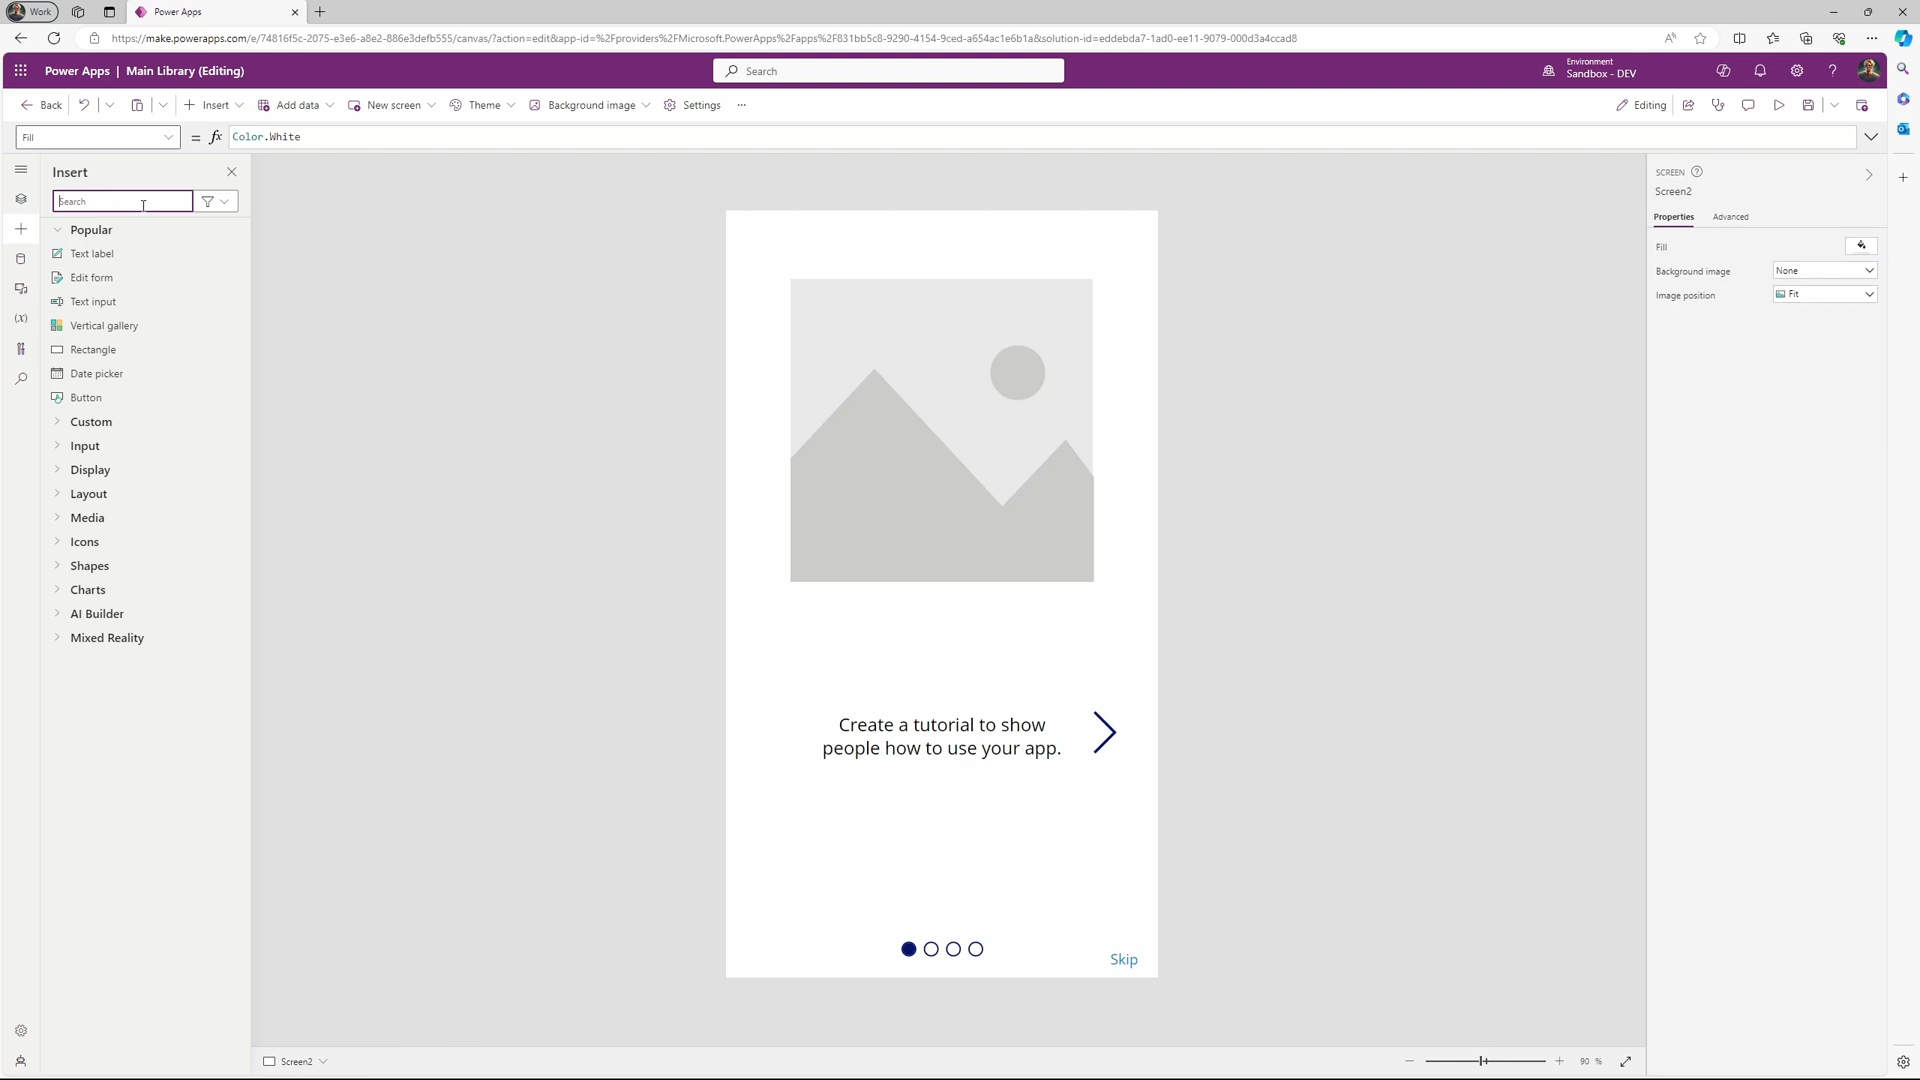 Work
Power Apps
https://make.powerapps.com/e/74816f5c-2075-e3e6-a8e2-886e3defb555/canvas/?action=edit&app-id=%2Fproviders%2FMicrosoft.PowerApps%2Fapps%2F831bb5c8-9290-4154-9ced-a654ac1e6b1a&solution-id=eddebda7-1ad0-ee11-9079-000d3a4ccad8
Power Apps | Main Library (Editing)
Search
Environment
Sandbox - DEV
Back
Insert
Add data
New screen
Theme
Background image
Settings
Editing
Fill
= fx
Color.White
Insert
Search
Popular
Text label
Edit form
Text input
Vertical gallery
Rectangle
Date picker
Button
Custom
Input
Display
Layout
Media
Icons
Shapes
Charts
AI Builder
Mixed Reality
Create a tutorial to show
people how to use your app.
Skip
SCREEN
Screen2
Properties
Advanced
Fill
Background image
None
Image position
Fit
Screen2
90 %